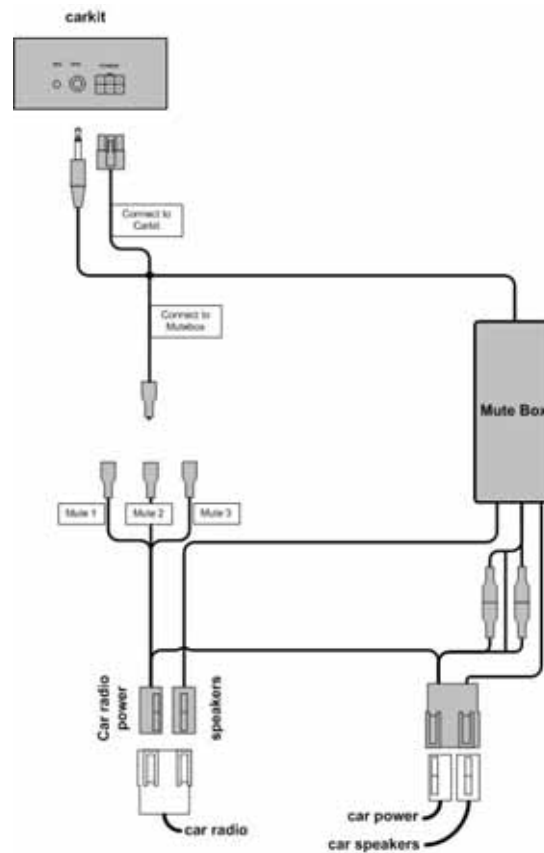 carkit
POWER
Connect to
Carkit
Connect to
Mutebox
Mute Box
Mute 1
Mute 2
Mute 3
Car radio
power
speakers
car radio
car power
car speakers